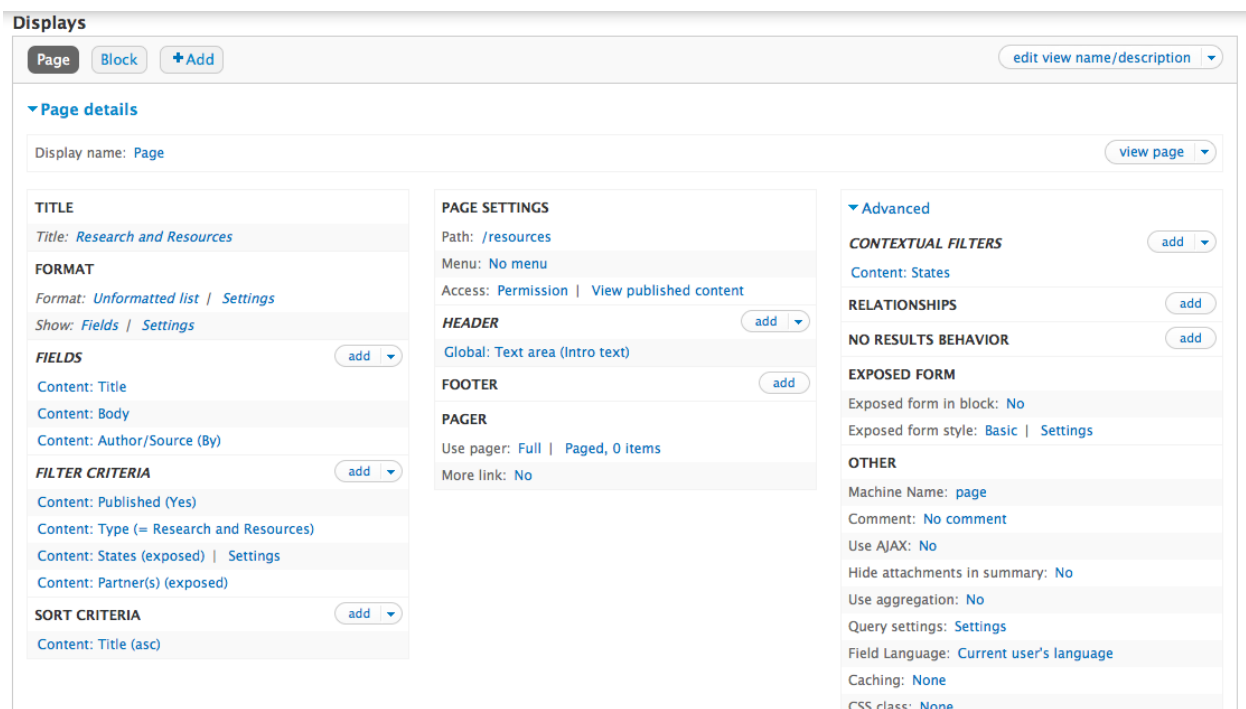 Displays
Page
Block
+Add
edit view name/description
Page details
Display name: Page
view page
TITLE
Title: Research and Resources
FORMAT
Format: Unformatted list | Settings
Show: Fields | Settings
FIELDS
add
Content: Title
Content: Body
Content: Author/Source (By)
FILTER CRITERIA
add
Content: Published (Yes)
Content: Type (= Research and Resources)
Content: States (exposed) | Settings
Content: Partner(s) (exposed)
SORT CRITERIA
add
Content: Title (asc)
PAGE SETTINGS
Path: /resources
Menu: No menu
Access: Permission | View published content
HEADER
add
Global: Text area (Intro text)
FOOTER
add
PAGER
Use pager: Full | Paged, 0 items
More link: No
Advanced
CONTEXTUAL FILTERS
add
Content: States
RELATIONSHIPS
add
NO RESULTS BEHAVIOR
add
EXPOSED FORM
Exposed form in block: No
Exposed form style: Basic | Settings
OTHER
Machine Name: page
Comment: No comment
Use AJAX: No
Hide attachments in summary: No
Use aggregation: No
Query settings: Settings
Field Language: Current user's language
Caching: None
CSS class: None